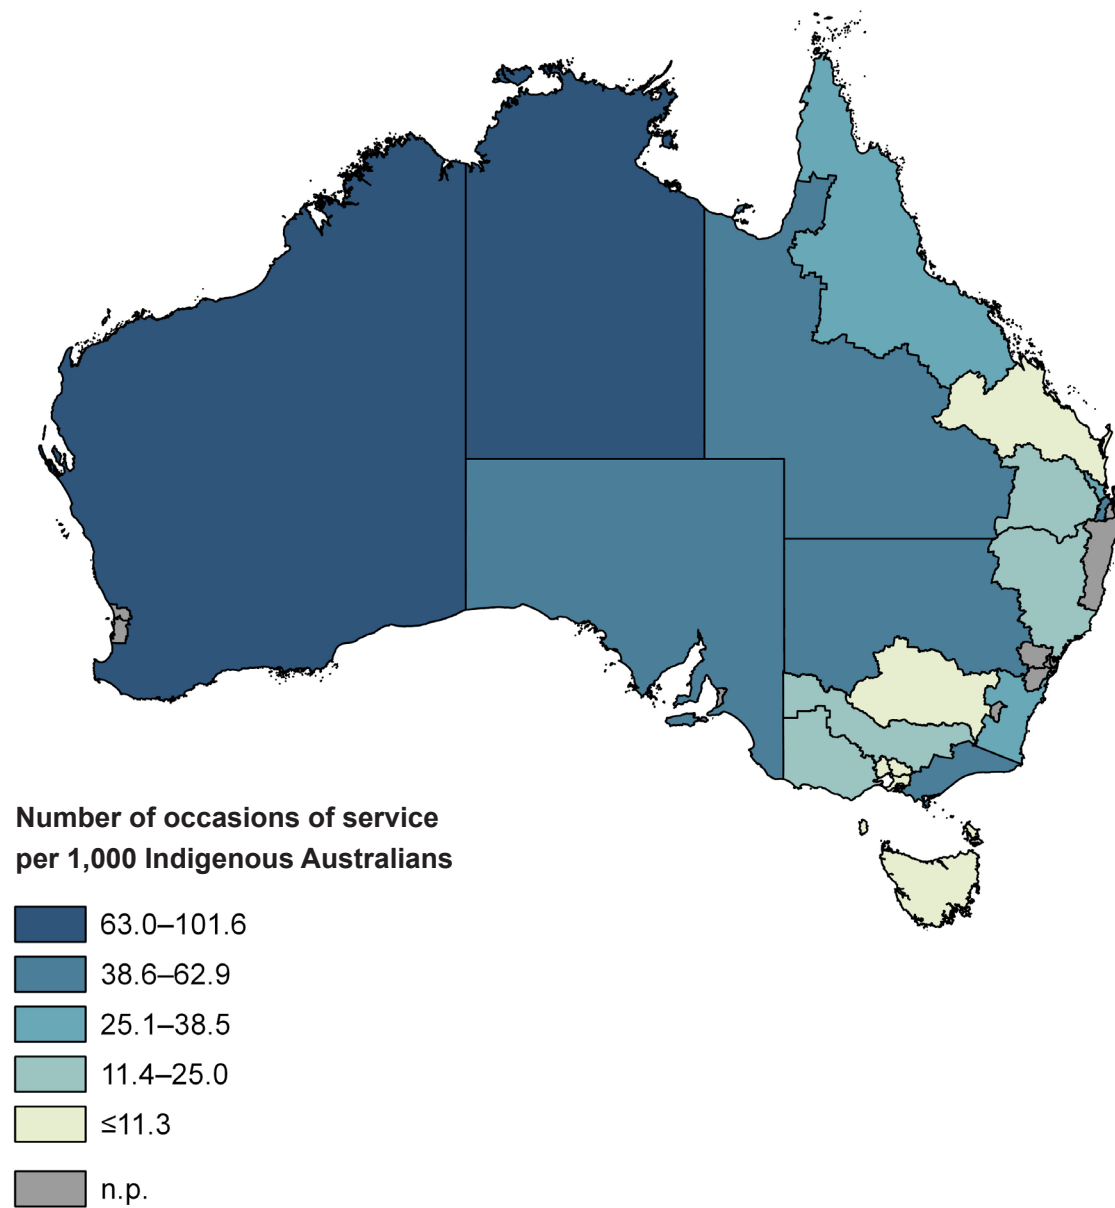 Number of occasions of service
per 1,000 Indigenous Australians
63.0–101.6
38.6–62.9
25.1–38.5
11.4–25.0
≤11.3
n.p.